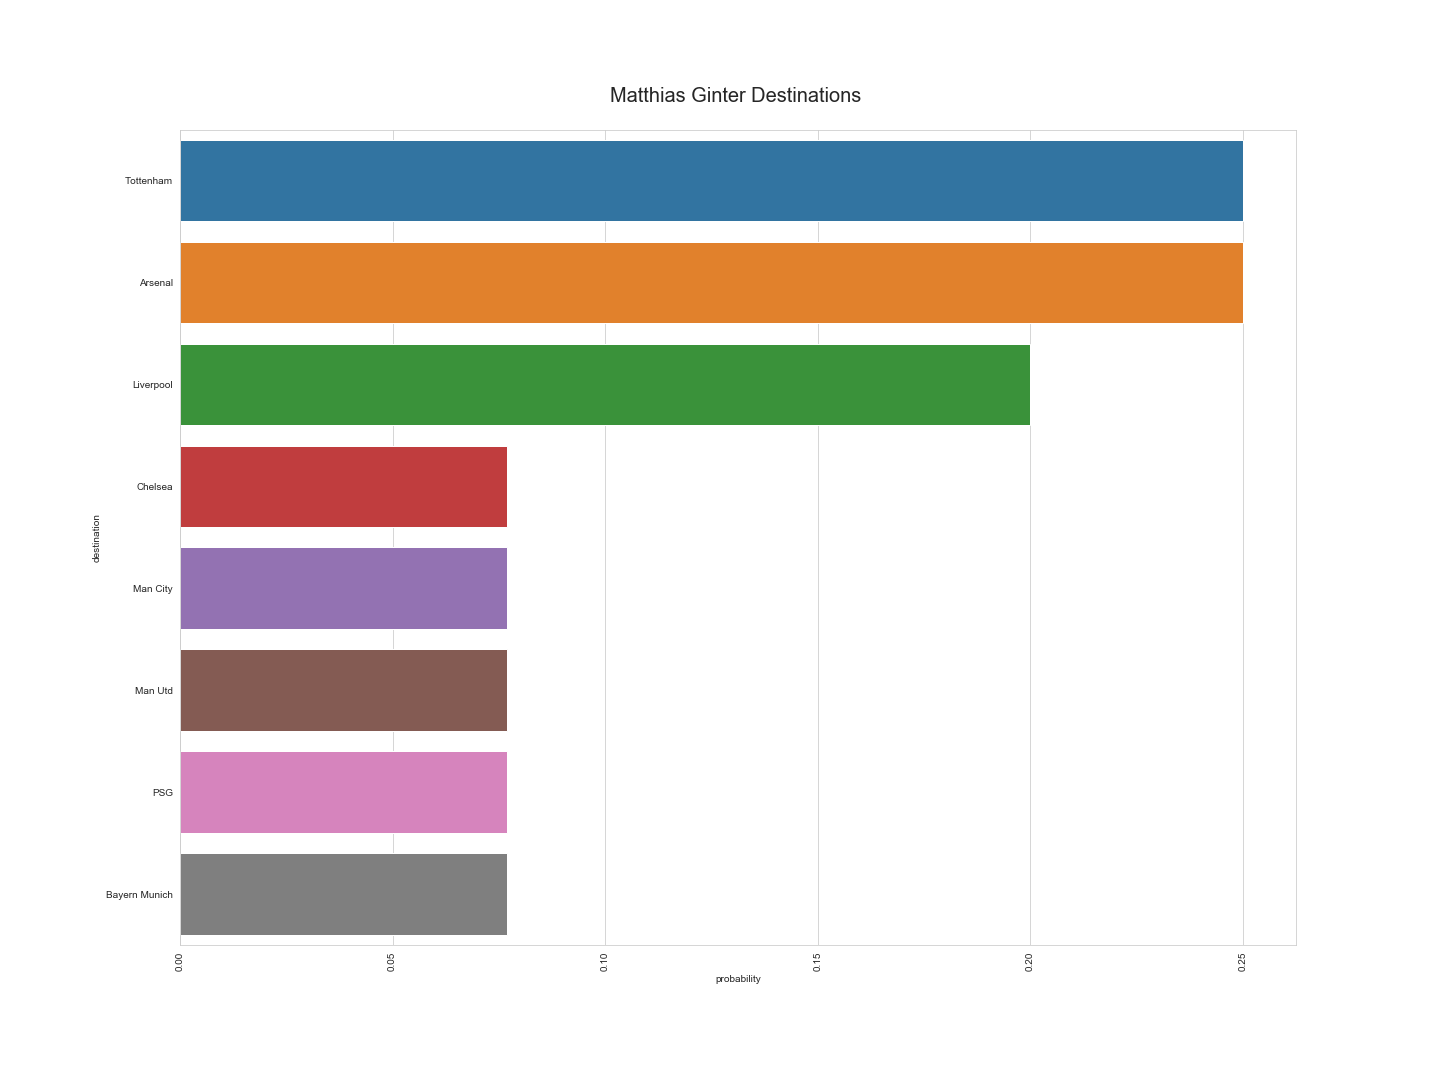 Matthias Ginter Destinations
Tottenham
Arsenal
Liverpool
Chelsea
Man City
Man Utd
PSG
Bayern Munich
destination
0.00
0.05
0.10
0.15
0.20
0.25
probability